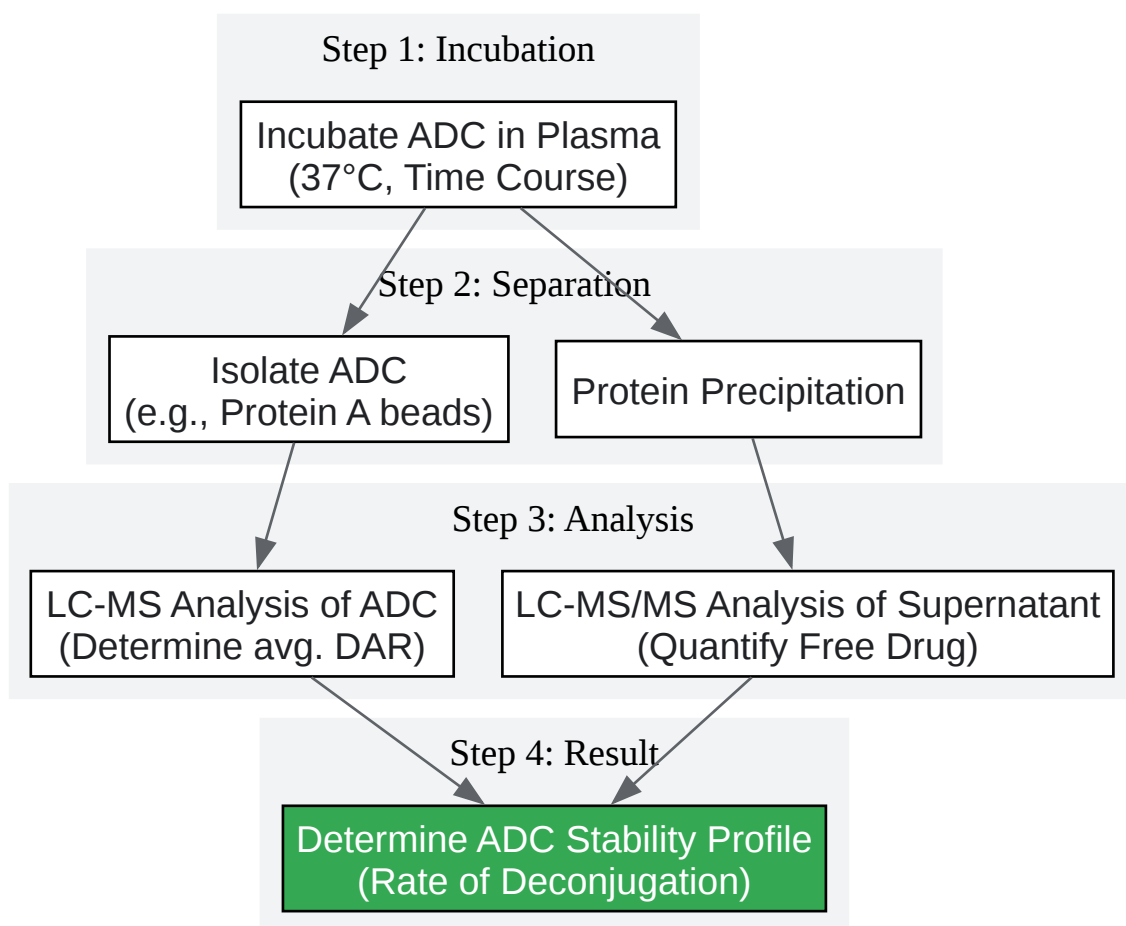 Step 1: Incubation
Incubate ADC in Plasma
(37°C, Time Course)
Step 2: Separation
Isolate ADC
(e.g., Protein A beads)
Protein Precipitation
Step 3: Analysis
LC-MS Analysis of ADC
(Determine avg. DAR)
LC-MS/MS Analysis of Supernatant
(Quantify Free Drug)
Step 4: Result
Determine ADC Stability Profile
(Rate of Deconjugation)